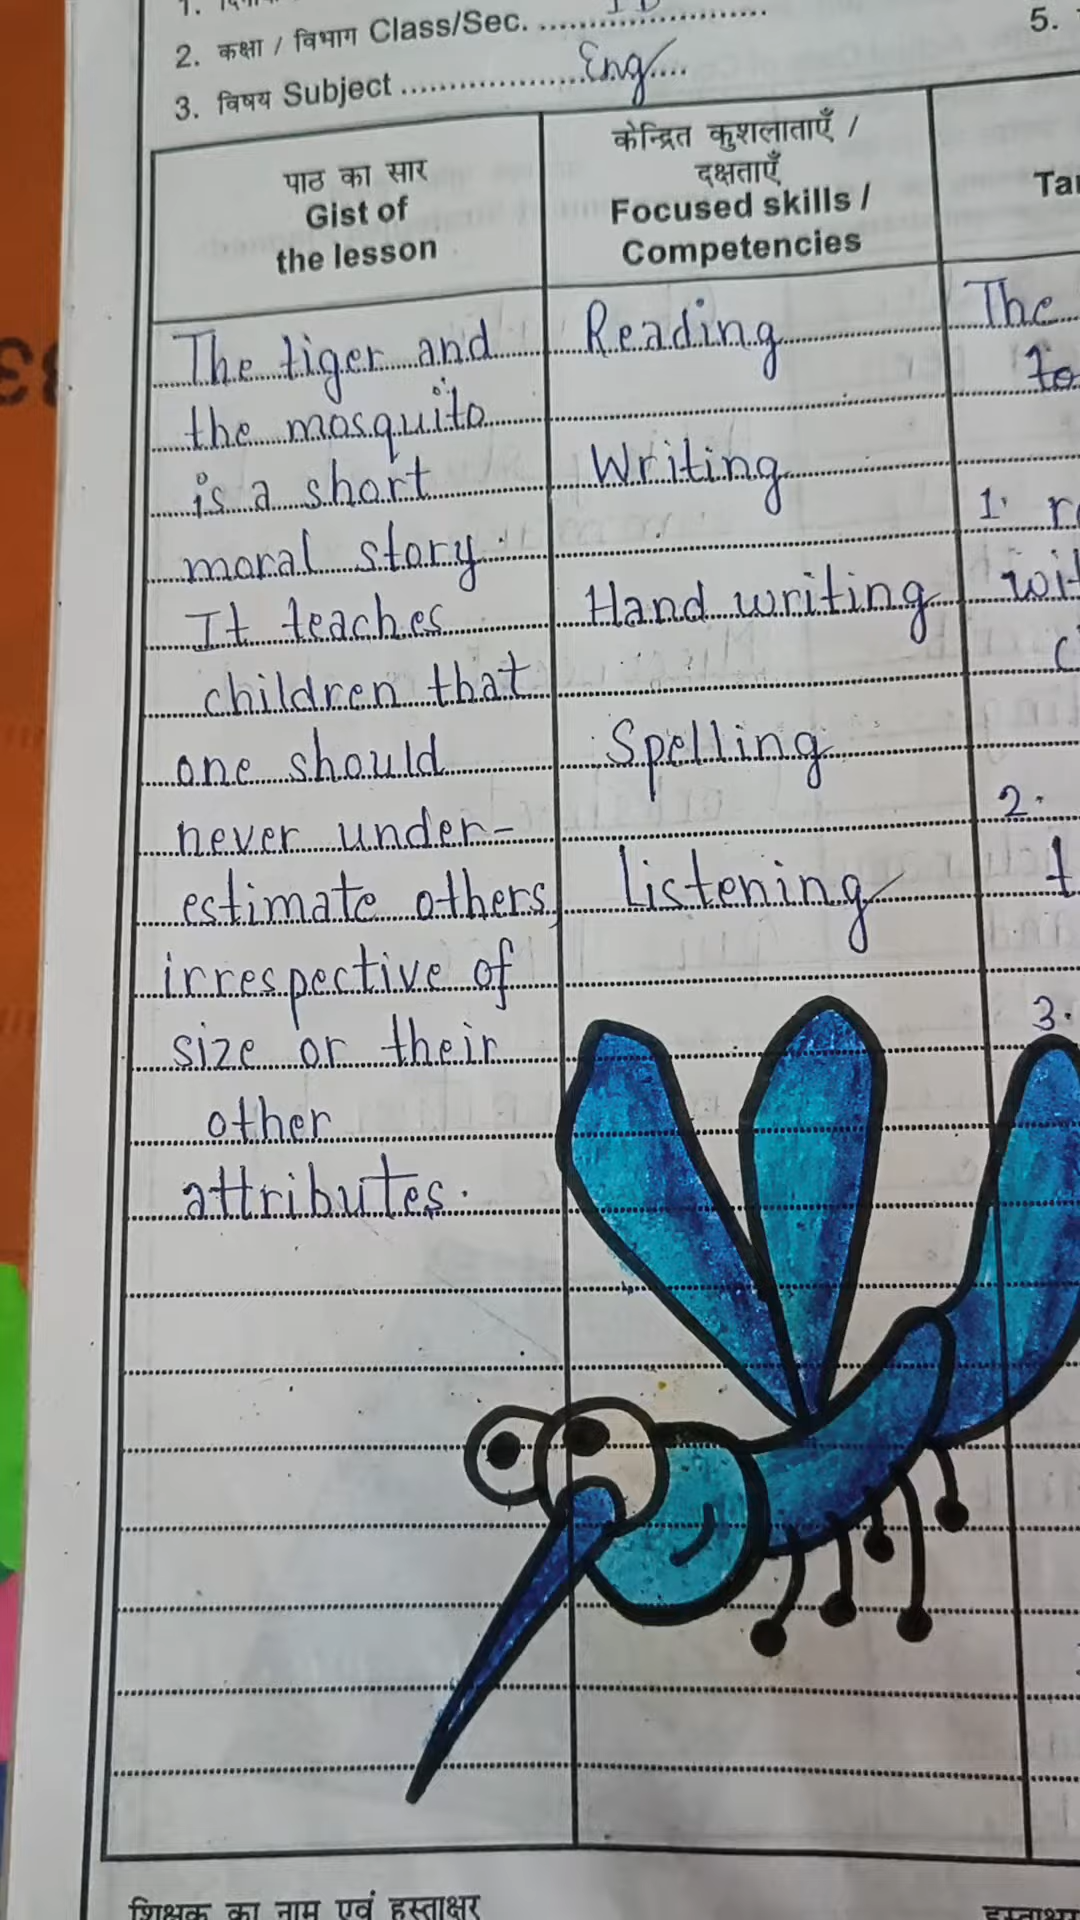 2. कक्षा / विभाग Class/Sec. ....................
5.
3. विषय Subject .................... Eng ....
पाठ का सार
Gist of
the lesson
केन्द्रित कुशलाताएँ /
दक्षताएँ
Focused skills /
Competencies
The tiger and
the mosquito
is a short
moral story.
It teaches
children that
one should
never under-
estimate others,
irrespective of
size or their
other
attributes.
Reading
Writing
Hand writing
Spelling
Listening
The
to
1.
2.
3.
शिक्षक का नाम एवं हस्ताक्षर